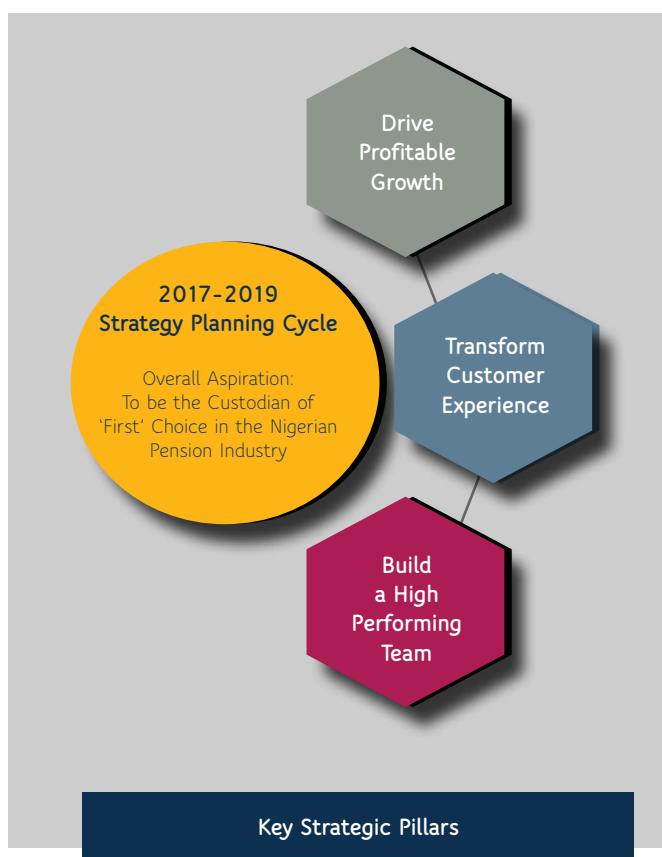 Drive
Profitable
Growth
2017-2019
Strategy Planning Cycle
Overall Aspiration:
To be the Custodian of
‘First’ Choice in the Nigerian
Pension Industry
Transform
Customer
Experience
Build
a High
Performing
Team
Key Strategic Pillars